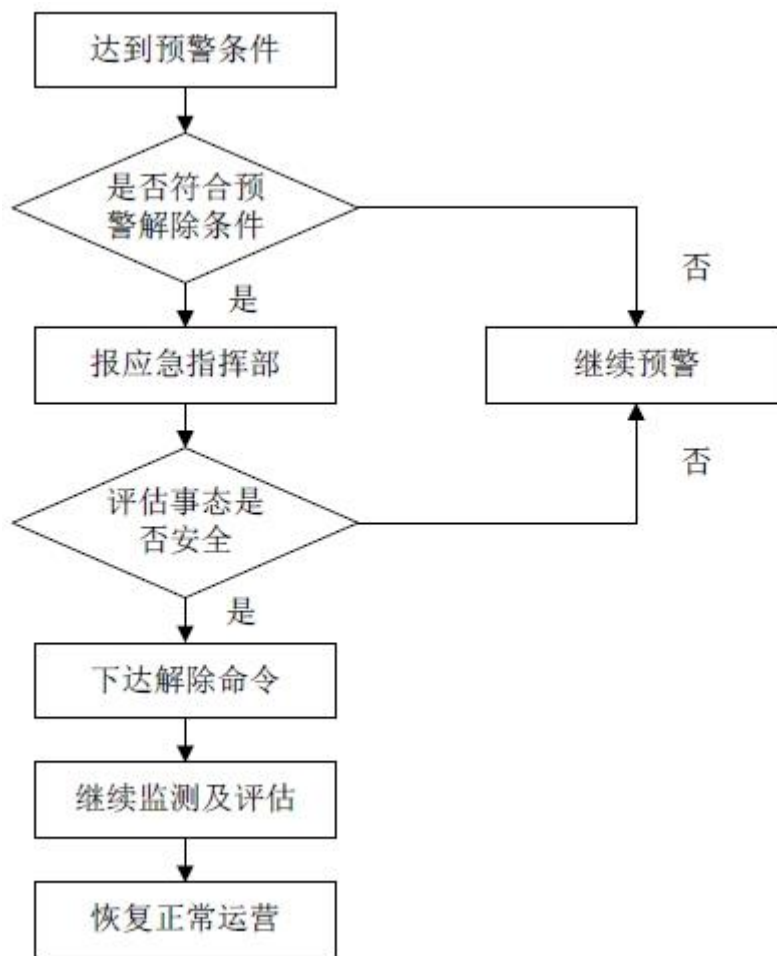 达到预警条件
是否符合预
警解除条件
否
是
报应急指挥部
继续预警
否
评估事态是
否安全
是
下达解除命令
继续监测及评估
恢复正常运营